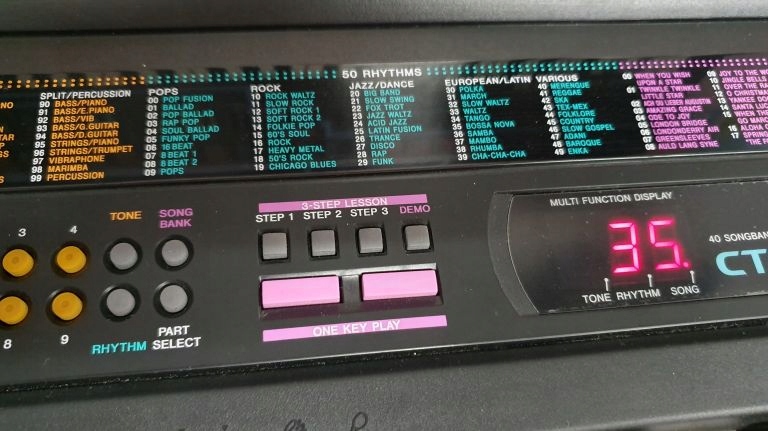 50 RHYTHMS
SPLIT/PERCUSSION
90 BASS/PIANO
91 BASS/E.PIANO
92 BASS/VIB
93 BASS/G.GUITAR
94 BASS/D.GUITAR
95 STRINGS/PIANO
96 STRINGS/TRUMPET
97 VIBRAPHONE
98 MARIMBA
99 PERCUSSION
POPS
00 POP FUSION
01 BALLAD
02 POP BALLAD
03 RAP POP
04 SOUL BALLAD
05 FUNKY POP
06 16 BEAT
07 8 BEAT 1
08 8 BEAT 2
09 POPS
ROCK
10 ROCK WALTZ
11 SLOW ROCK
12 SOFT ROCK 1
13 SOFT ROCK 2
14 FOLKIE POP
15 60'S SOUL
16 ROCK
17 HEAVY METAL
18 50'S ROCK
19 CHICAGO BLUES
JAZZ/DANCE
20 BIG BAND
21 SLOW SWING
22 FOX TROT
23 JAZZ WALTZ
24 ACID JAZZ
25 LATIN FUSION
26 TRANCE
27 DISCO
28 RAP
29 FUNK
EUROPEAN/LATIN
30 POLKA
31 MARCH
32 SLOW WALTZ
33 WALTZ
34 TANGO
35 BOSSA NOVA
36 SAMBA
37 MAMBO
38 RHUMBA
39 CHA-CHA-CHA
VARIOUS
40 MERENGUE
41 REGGAE
42 SKA
43 TEX-MEX
44 FOLKLORE
45 COUNTRY
46 SLOW GOSPEL
47 ADANI
48 BAROQUE
49 ENKA
00 WHEN YOU WISH
UPON A STAR
01 TWINKLE TWINKLE
LITTLE STAR
02 ACH DU LIEBER AUGUSTIN
03 AMAZING GRACE
04 ODE TO JOY
05 LONDON BRIDGE
06 LONDONDERRY AIR
07 GREENSLEEVES
08 AULD LANG SYNE
09 JOY TO THE
10 JINGLE BELLS
3
4
TONE
SONG
BANK
8
9
RHYTHM
PART
SELECT
3-STEP LESSON
STEP 1
STEP 2
STEP 3
DEMO
ONE KEY PLAY
MULTI FUNCTION DISPLAY
35.
TONE RHYTHM SONG
40 SONGBAN
CT